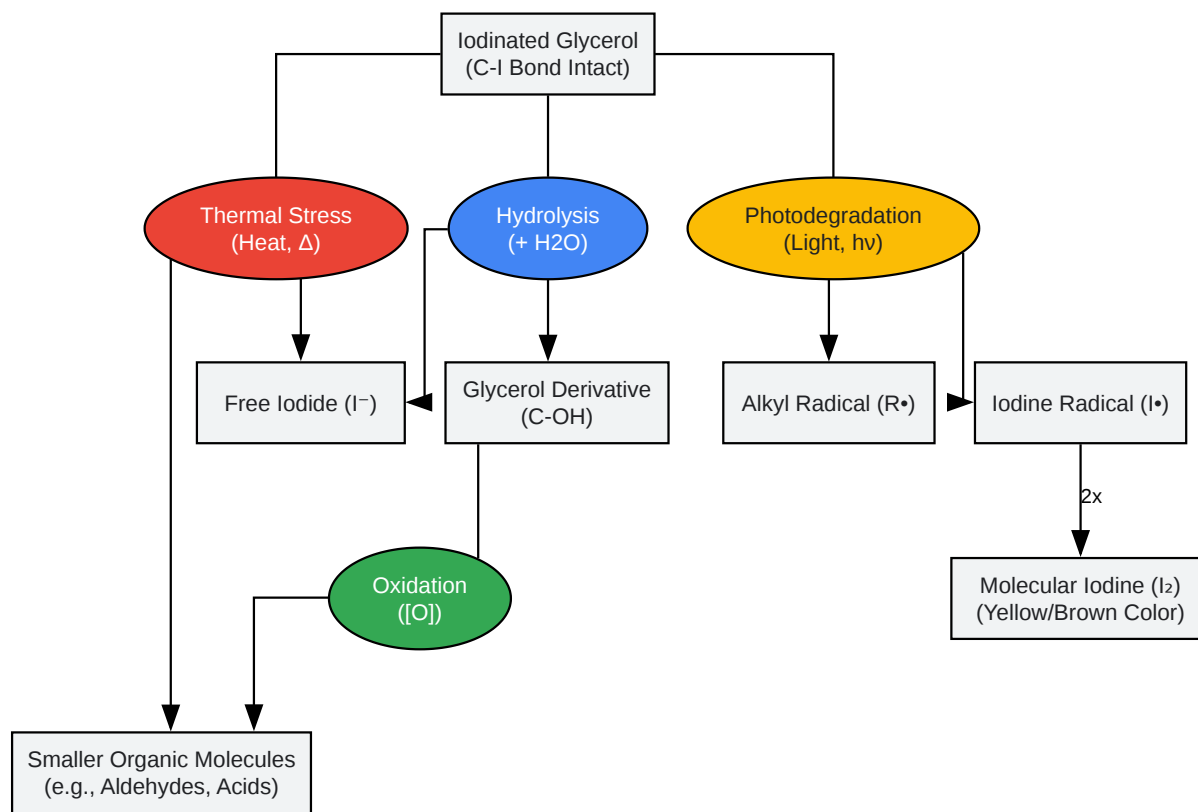 Iodinated Glycerol
(C-I Bond Intact)
Thermal Stress
(Heat, Δ)
Hydrolysis
(+ H2O)
Photodegradation
(Light, hν)
Free Iodide (I⁻)
Glycerol Derivative
(C-OH)
Alkyl Radical (R•)
Iodine Radical (I•)
2x
Oxidation
([O])
Molecular Iodine (I₂)
(Yellow/Brown Color)
Smaller Organic Molecules
(e.g., Aldehydes, Acids)